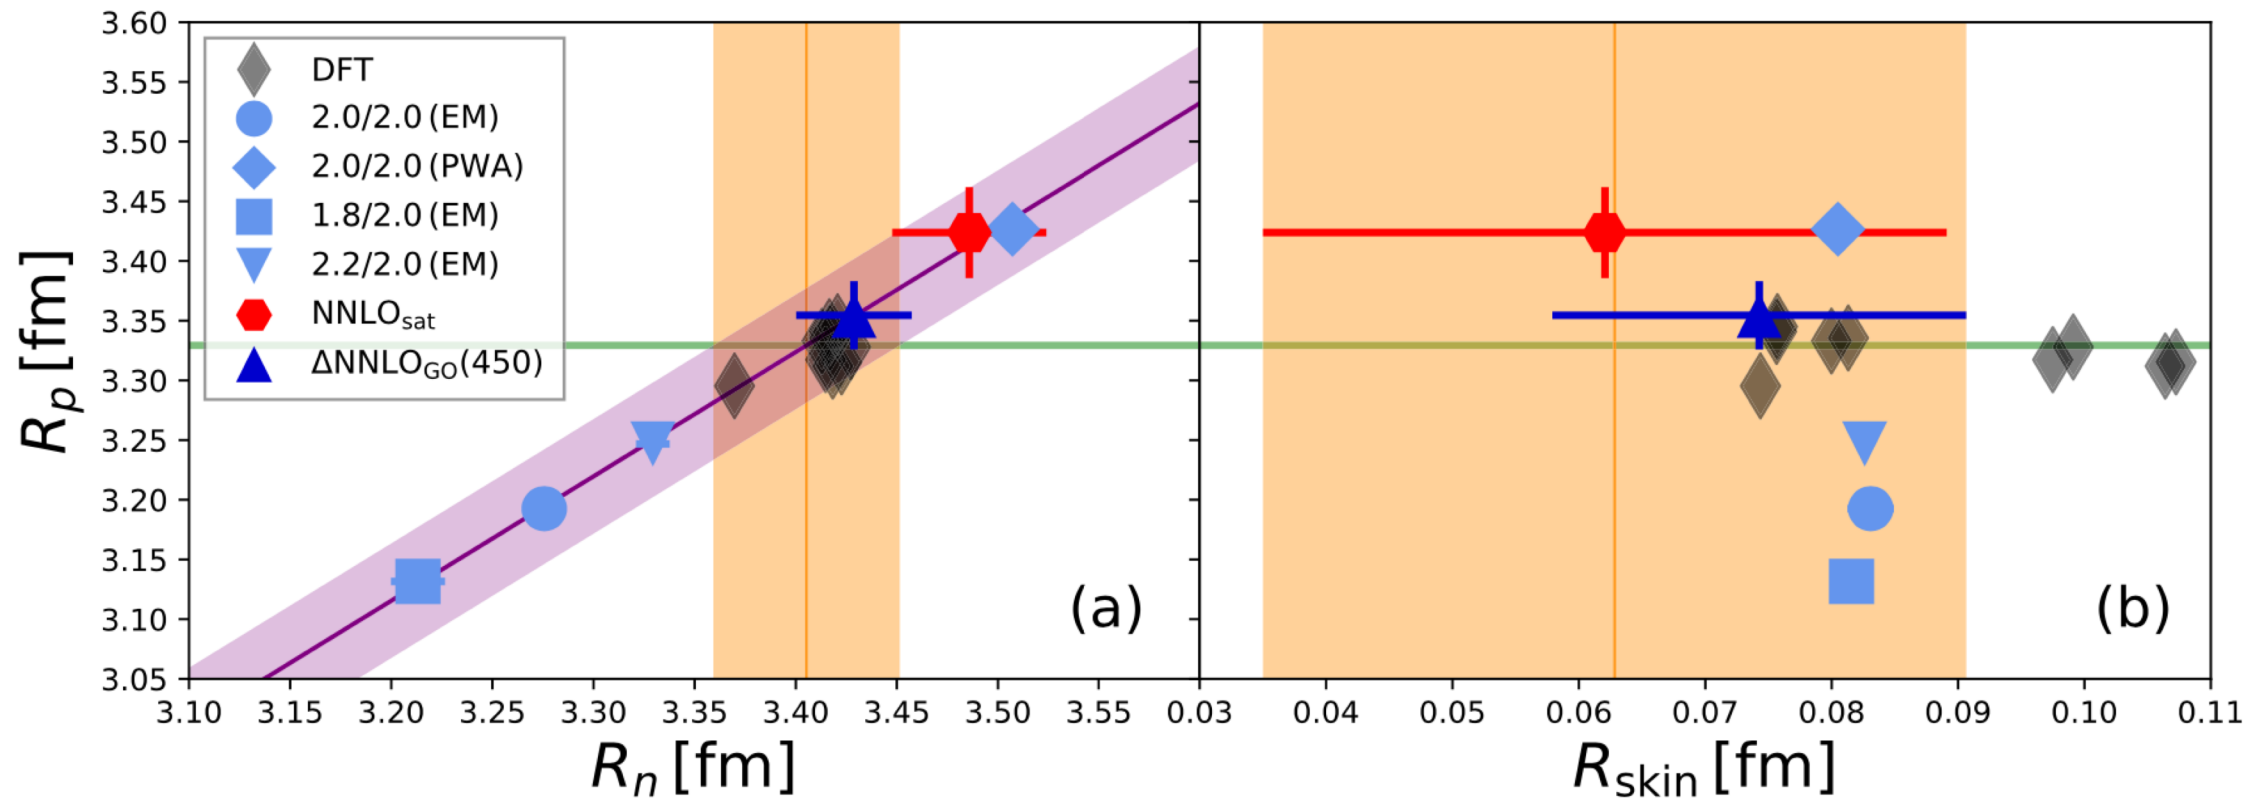 3.60
3.55
3.50
3.45
3.40
3.35
3.30
3.25
3.20
3.15
3.10
3.05
R_p [fm]
DFT
2.0/2.0 (EM)
2.0/2.0 (PWA)
1.8/2.0 (EM)
2.2/2.0 (EM)
NNLO_sat
ΔNNLO_GO(450)
(a)
(b)
3.10 3.15 3.20 3.25 3.30 3.35 3.40 3.45 3.50 3.55 0.03 0.04 0.05 0.06 0.07 0.08 0.09 0.10 0.11
R_n [fm]
R_skin [fm]